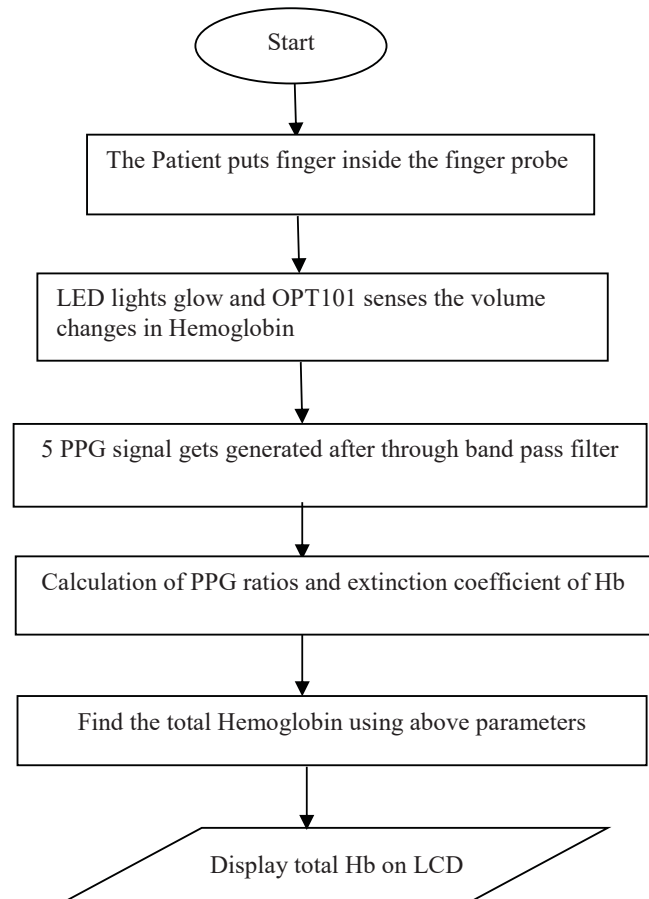 Start
The Patient puts finger inside the finger probe
LED lights glow and OPT101 senses the volume
changes in Hemoglobin
5 PPG signal gets generated after through band pass filter
Calculation of PPG ratios and extinction coefficient of Hb
Find the total Hemoglobin using above parameters
Display total Hb on LCD